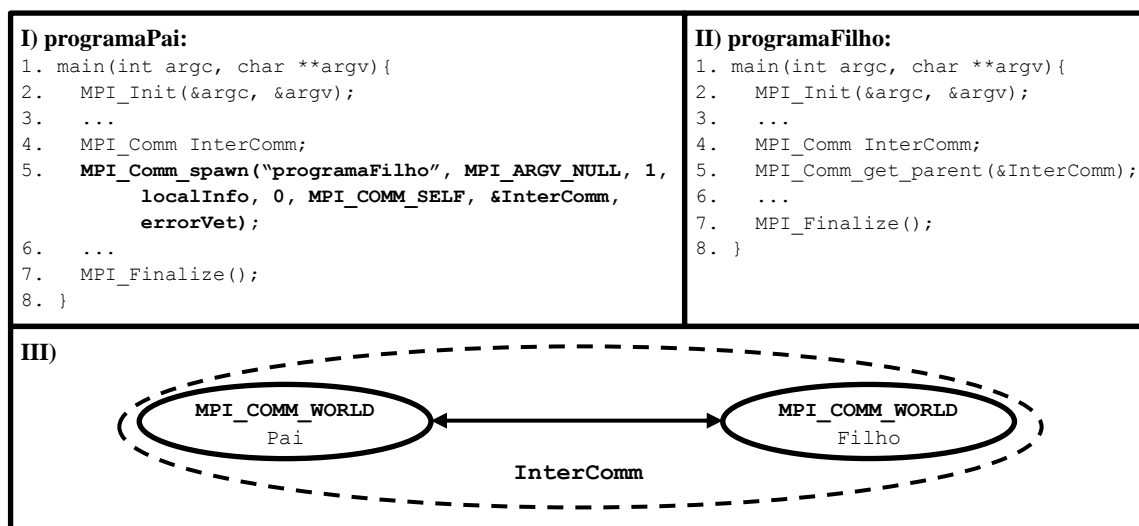 I) programaPai:
1. main(int argc, char **argv){
2. MPI_Init(&argc, &argv);
3. ...
4. MPI_Comm InterComm;
5. MPI_Comm_spawn(“programaFilho”, MPI_ARGV_NULL, 1,
localInfo, 0, MPI_COMM_SELF, &InterComm,
errorVet);
6. ...
7. MPI_Finalize();
8. }
II) programaFilho:
1. main(int argc, char **argv){
2. MPI_Init(&argc, &argv);
3. ...
4. MPI_Comm InterComm;
5. MPI_Comm_get_parent(&InterComm);
6. ...
7. MPI_Finalize();
8. }
III)
MPI_COMM_WORLD
Pai
MPI_COMM_WORLD
Filho
InterComm